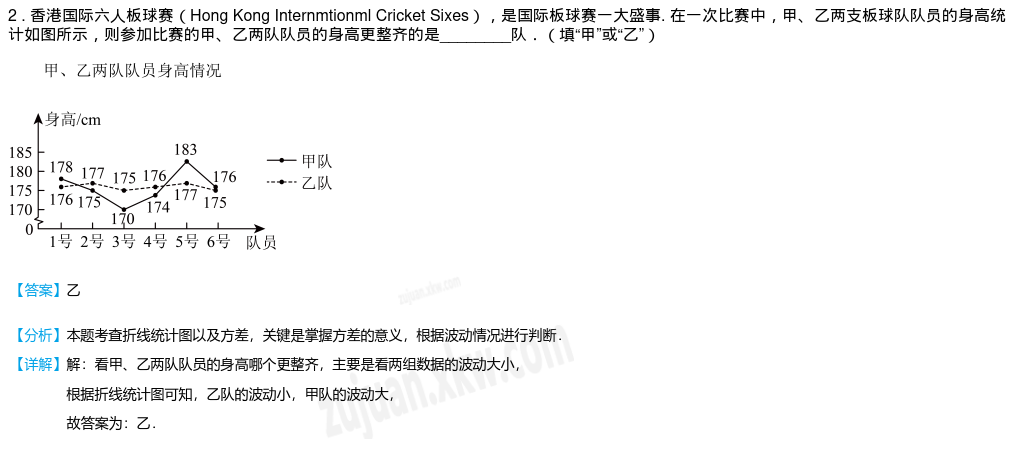 2 . 香港国际六人板球赛（Hong Kong Internmtionml Cricket Sixes），是国际板球赛一大盛事. 在一次比赛中，甲、乙两支板球队队员的身高统
计如图所示，则参加比赛的甲、乙两队队员的身高更整齐的是_________队．（填“甲”或“乙”）
甲、乙两队队员身高情况
身高/cm
185
180
175
170
0
178 177 175 176 183 176
176 175 170 174 177 175
甲队
乙队
1号 2号 3号 4号 5号 6号 队员
【答案】乙
【分析】本题考查折线统计图以及方差，关键是掌握方差的意义，根据波动情况进行判断．
【详解】解：看甲、乙两队队员的身高哪个更整齐，主要是看两组数据的波动大小，
根据折线统计图可知，乙队的波动小，甲队的波动大，
故答案为：乙．
zujuan.xkw.com
zujuan.xkw.com